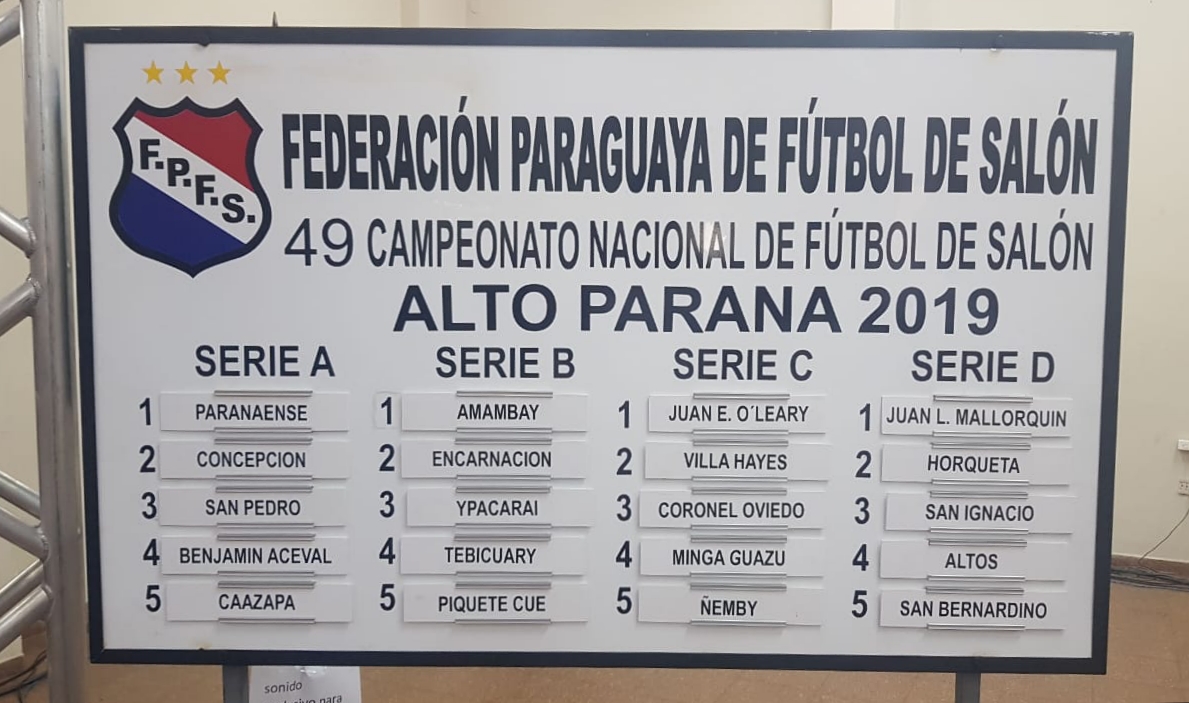 F.P.F.S.
FEDERACIÓN PARAGUAYA DE FÚTBOL DE SALÓN
49 CAMPEONATO NACIONAL DE FÚTBOL DE SALÓN
ALTO PARANA 2019
SERIE A
1 PARANAENSE
2 CONCEPCION
3 SAN PEDRO
4 BENJAMIN ACEVAL
5 CAAZAPA
SERIE B
1 AMAMBAY
2 ENCARNACION
3 YPACARAI
4 TEBICUARY
5 PIQUETE CUE
SERIE C
1 JUAN E. O´LEARY
2 VILLA HAYES
3 CORONEL OVIEDO
4 MINGA GUAZU
5 ÑEMBY
SERIE D
1 JUAN L. MALLORQUIN
2 HORQUETA
3 SAN IGNACIO
4 ALTOS
5 SAN BERNARDINO
sonido
para